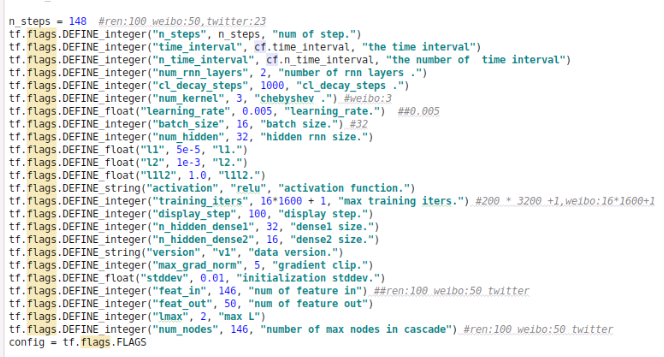 n_steps = 148  #ren:100 weibo:50,twitter:23
tf.flags.DEFINE_integer("n_steps", n_steps, "num of step.")
tf.flags.DEFINE_integer("time_interval", cf.time_interval, "the time interval")
tf.flags.DEFINE_integer("n_time_interval", cf.n_time_interval, "the number of  time interval")
tf.flags.DEFINE_integer("num_rnn_layers", 2, "number of rnn layers .")
tf.flags.DEFINE_integer("cl_decay_steps", 1000, "cl_decay_steps .")
tf.flags.DEFINE_integer("num_kernel", 3, "chebyshev .") #weibo:3
tf.flags.DEFINE_float("learning_rate", 0.005, "learning_rate.")  ##0.005
tf.flags.DEFINE_integer("batch_size", 16, "batch size.") #32
tf.flags.DEFINE_integer("num_hidden", 32, "hidden rnn size.")
tf.flags.DEFINE_float("l1", 5e-5, "l1.")
tf.flags.DEFINE_float("l2", 1e-3, "l2.")
tf.flags.DEFINE_float("l1l2", 1.0, "l1l2.")
tf.flags.DEFINE_string("activation", "relu", "activation function.")
tf.flags.DEFINE_integer("training_iters", 16*1600 + 1, "max training iters.") #200 * 3200 +1,weibo:16*1600+1
tf.flags.DEFINE_integer("display_step", 100, "display step.")
tf.flags.DEFINE_integer("n_hidden_dense1", 32, "dense1 size.")
tf.flags.DEFINE_integer("n_hidden_dense2", 16, "dense2 size.")
tf.flags.DEFINE_string("version", "v1", "data version.")
tf.flags.DEFINE_integer("max_grad_norm", 5, "gradient clip.")
tf.flags.DEFINE_float("stddev", 0.01, "initialization stddev.")
tf.flags.DEFINE_integer("feat_in", 146, "num of feature in") ##ren:100 weibo:50 twitter
tf.flags.DEFINE_integer("feat_out", 50, "num of feature out")
tf.flags.DEFINE_integer("lmax", 2, "max L")
tf.flags.DEFINE_integer("num_nodes", 146, "number of max nodes in cascade") #ren:100 weibo:50 twitter
config = tf.flags.FLAGS